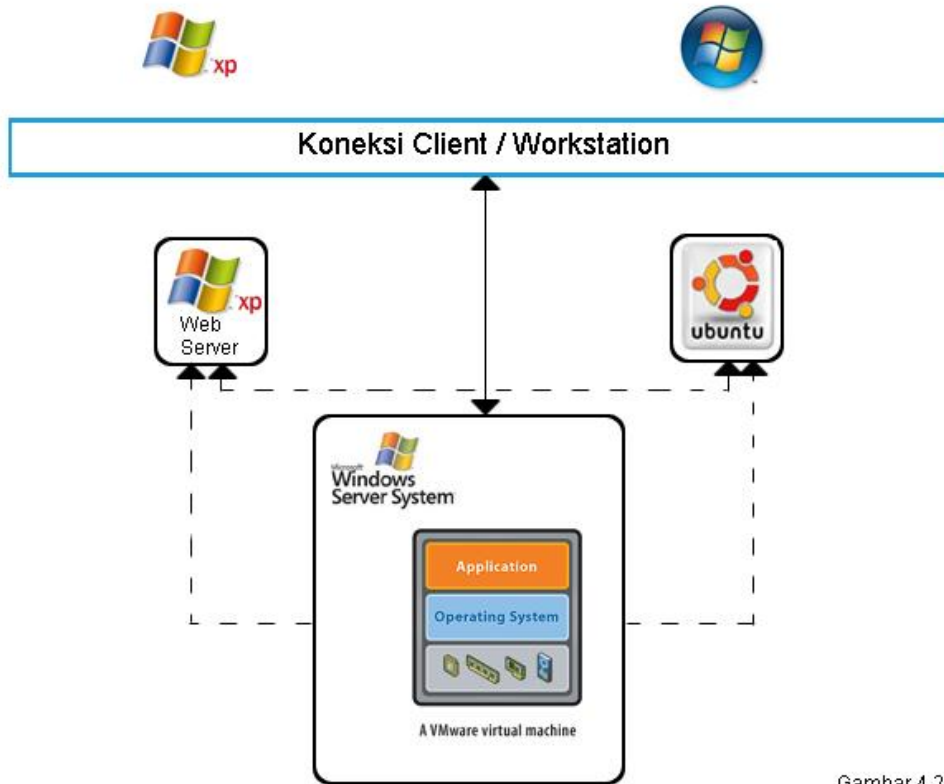 xp
Koneksi Client / Workstation
xp
Web
Server
ubuntu
Microsoft
Windows
Server System
Application
Operating System
A VMware virtual machine
Gambar 4.2